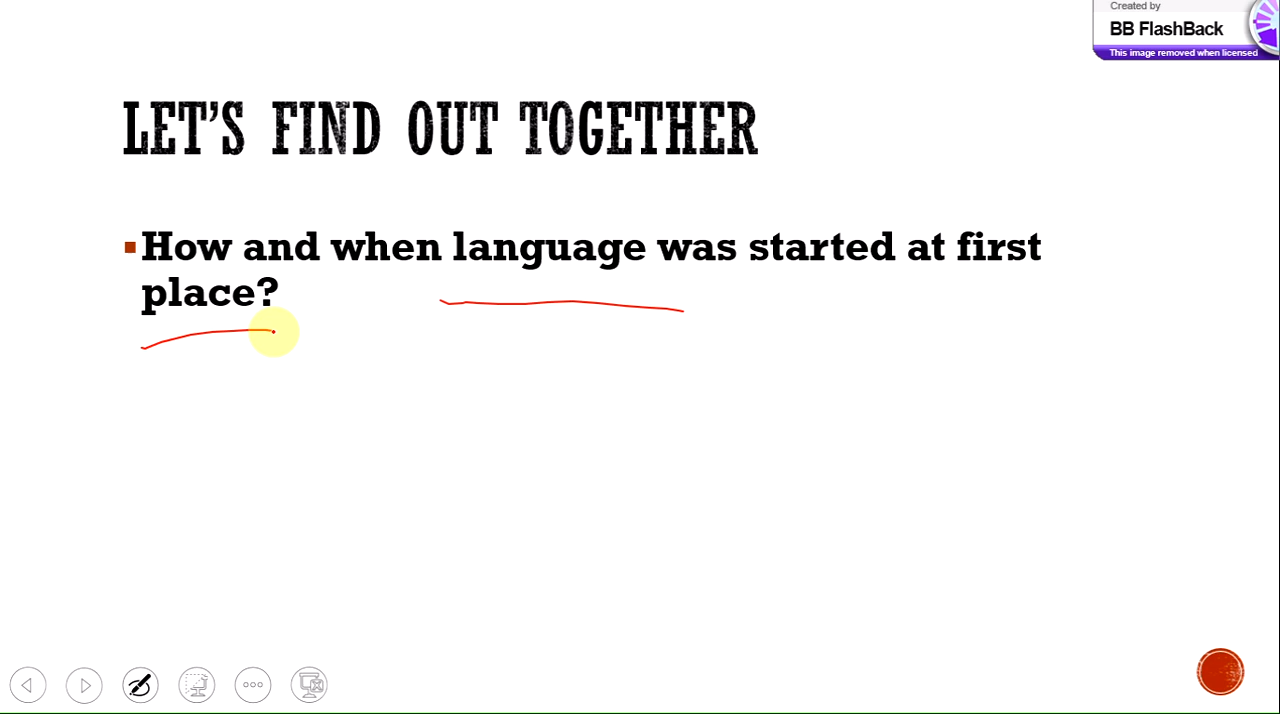 Created by
BB FlashBack
This image removed when licensed
LET'S FIND OUT TOGETHER
How and when language was started at first
place?